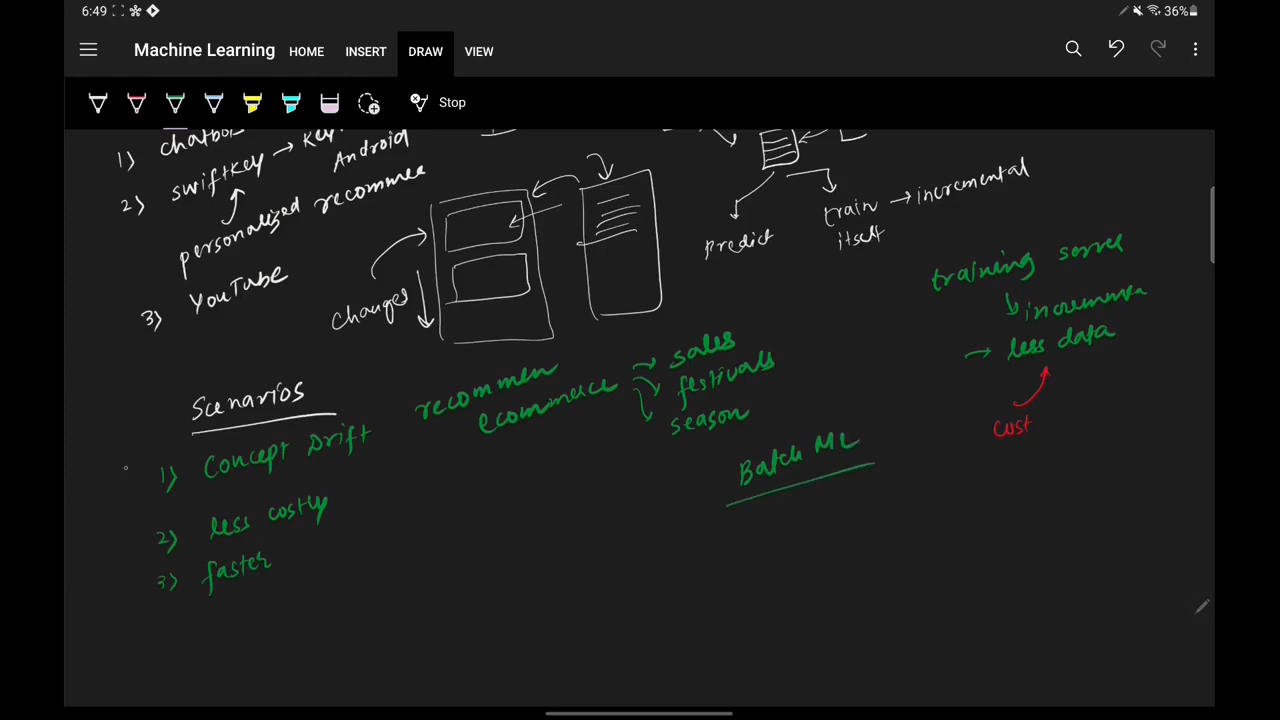 6:49
36%
Machine Learning HOME INSERT DRAW VIEW
Stop
1) chatbot
2) swiftkey → Key.
Android
personalized recommen
3) YouTube
changes
predict
train → incremental
itself
training server
incremen
→ less data
cost
Scenarios
recommen
ecommerce → sales
festivals
season
1) Concept Drift
Batch ML
2) less costly
3) faster